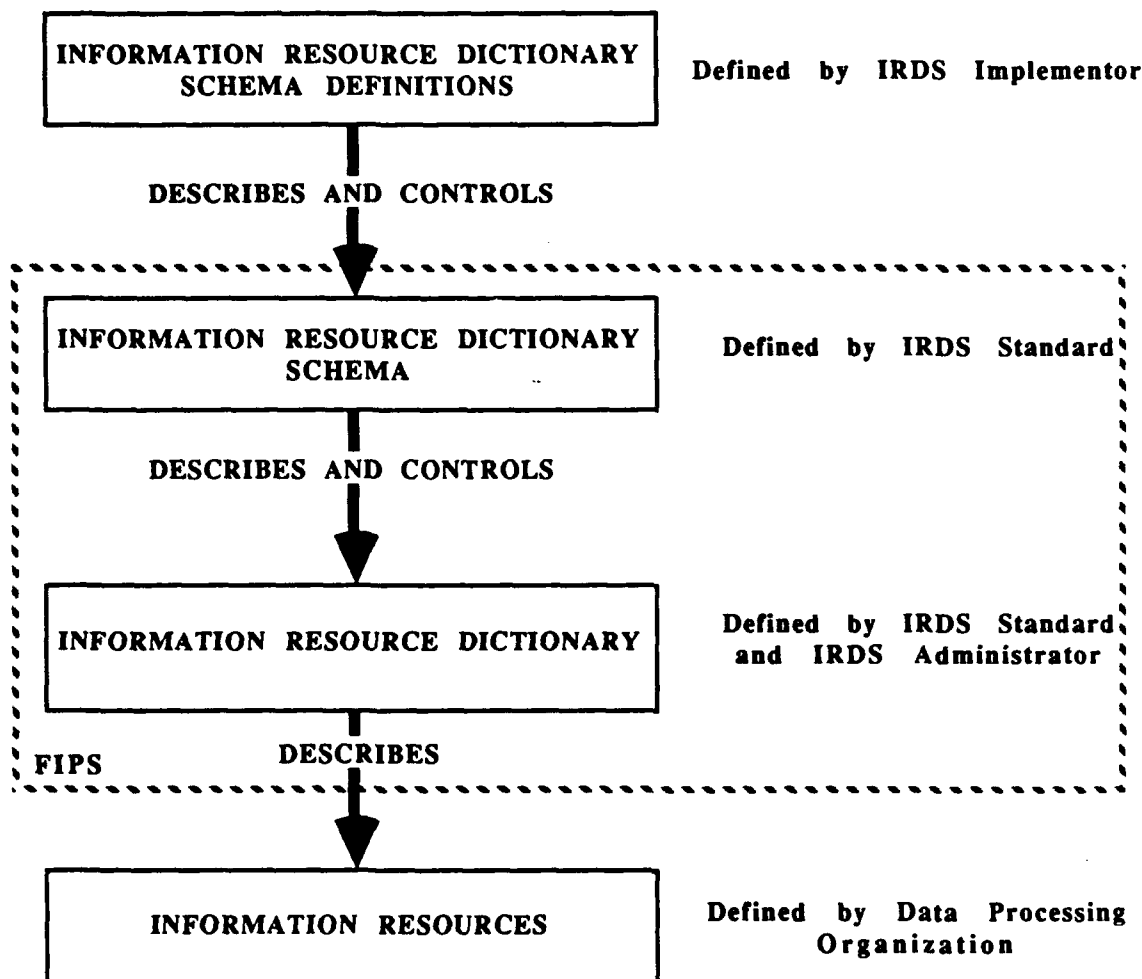 INFORMATION RESOURCE DICTIONARY
SCHEMA DEFINITIONS
Defined by IRDS Implementor
DESCRIBES AND CONTROLS
INFORMATION RESOURCE DICTIONARY
SCHEMA
Defined by IRDS Standard
DESCRIBES AND CONTROLS
INFORMATION RESOURCE DICTIONARY
Defined by IRDS Standard
and IRDS Administrator
DESCRIBES
FIPS
INFORMATION RESOURCES
Defined by Data Processing
Organization